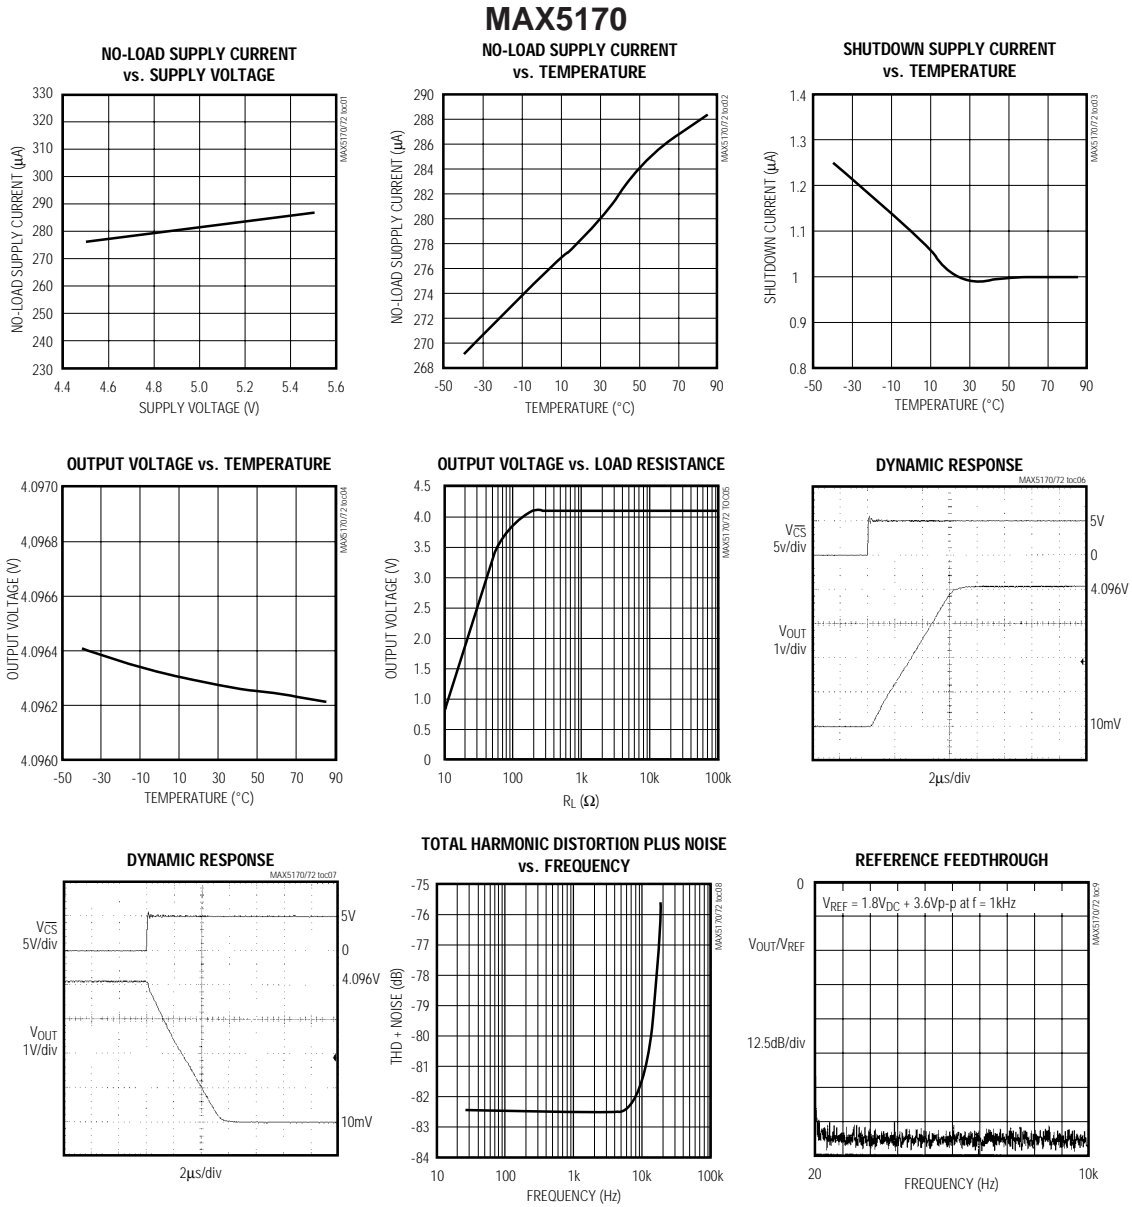 MAX5170
NO-LOAD SUPPLY CURRENT
vs. SUPPLY VOLTAGE
330
320
310
300
290
280
270
260
250
240
230
4.4 4.6 4.8 5.0 5.2 5.4 5.6
SUPPLY VOLTAGE (V)
NO-LOAD SUPPLY CURRENT (µA)
MAX5170/72 toc01
NO-LOAD SUPPLY CURRENT
vs. TEMPERATURE
290
288
286
284
282
280
278
276
274
272
270
268
-50 -30 -10 10 30 50 70 90
TEMPERATURE (°C)
NO-LOAD SU0PPLY CURRENT (µA)
MAX5170/72 toc02
SHUTDOWN SUPPLY CURRENT
vs. TEMPERATURE
1.4
1.3
1.2
1.1
1
0.9
0.8
-50 -30 -10 10 30 50 70 90
TEMPERATURE (°C)
SHUTDOWN CURRENT (µA)
MAX5170/72 toc03
OUTPUT VOLTAGE vs. TEMPERATURE
4.0970
4.0968
4.0966
4.0964
4.0962
4.0960
-50 -30 -10 10 30 50 70 90
TEMPERATURE (°C)
OUTPUT VOLTAGE (V)
MAX5170/72 toc04
OUTPUT VOLTAGE vs. LOAD RESISTANCE
4.5
4.0
3.5
3.0
2.5
2.0
1.5
1.0
0.5
0
10 100 1k 10k 100k
RL (Ω)
OUTPUT VOLTAGE (V)
MAX5170/72 TOC05
DYNAMIC RESPONSE
MAX5170/72 toc06
VCS
5v/div
VOUT
1v/div
5V
0
4.096V
10mV
2µs/div
DYNAMIC RESPONSE
MAX5170/72 toc07
VCS
5V/div
VOUT
1V/div
5V
0
4.096V
10mV
2µs/div
TOTAL HARMONIC DISTORTION PLUS NOISE
vs. FREQUENCY
-75
-76
-77
-78
-79
-80
-81
-82
-83
-84
10 100 1k 10k 100k
FREQUENCY (Hz)
THD + NOISE (dB)
MAX5170/72 toc08
REFERENCE FEEDTHROUGH
0
VREF = 1.8VDC + 3.6Vp-p at f = 1kHz
VOUT/VREF
12.5dB/div
20 10k
FREQUENCY (Hz)
MAX5170/72 toc9